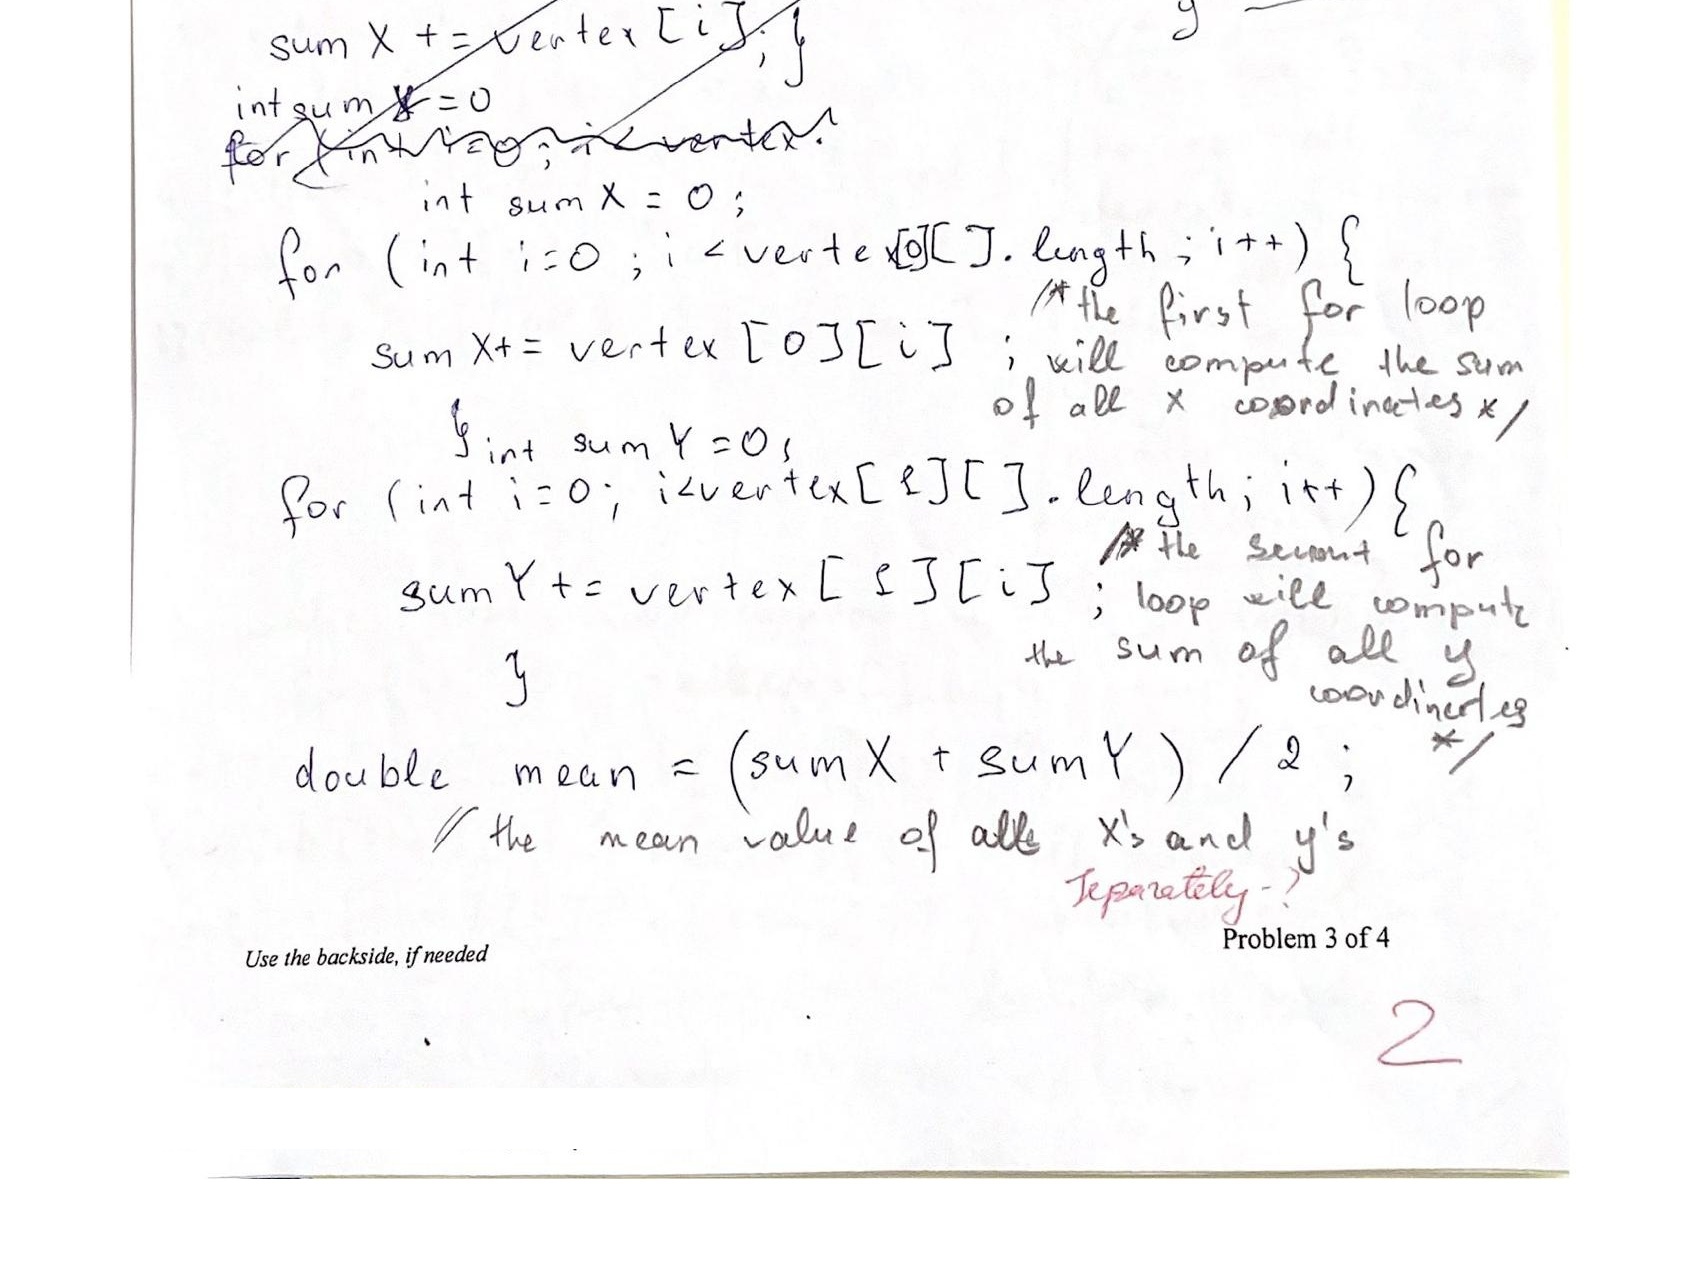 sum X += vertex [i]; }
y
int sum Y = 0
for (int i=0; i < vertex.
int sum X = 0 ;
for ( int i=0 ; i < vertex[0][ ]. length ; i++) {
/* the first for loop
sum X+ = vertex [0][i] ; will compute the sum
of all x coordinates */
} int sum Y =0;
for (int i=0; i<vertex[1][ ]. length; i++){
/* the second for
sum Y += vertex [1][i] ; loop will compute
the sum of all y
} coordinates
*/
double mean = (sum X + sum Y ) / 2 ;
// the mean value of all X's and y's
Separately - ?
Problem 3 of 4
Use the backside, if needed
2